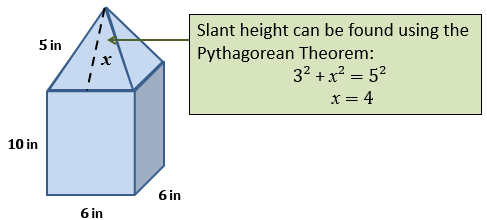 Slant height can be found using the
Pythagorean Theorem:
3² + x² = 5²
x = 4
5 in
x
10 in
6 in
6 in